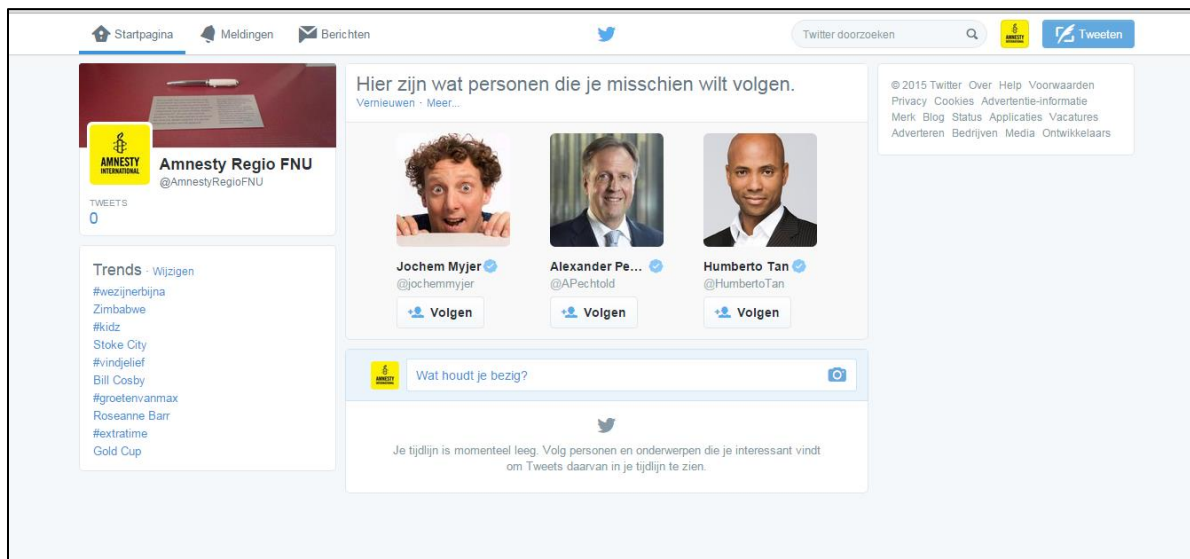 Startpagina
Meldingen
Berichten
Twitter doorzoeken
AMNESTY
INTERNATIONAL
Tweeten
AMNESTY
INTERNATIONAL
Amnesty Regio FNU
@AmnestyRegioFNU
TWEETS
0
Trends · Wijzigen
#wezijnerbijna
Zimbabwe
#kidz
Stoke City
#vindjelief
Bill Cosby
#groetenvanmax
Roseanne Barr
#extratime
Gold Cup
Hier zijn wat personen die je misschien wilt volgen.
Vernieuwen · Meer...
Jochem Myjer
@jochemmyjer
Volgen
Alexander Pe...
@APechtold
Volgen
Humberto Tan
@HumbertoTan
Volgen
AMNESTY
INTERNATIONAL
Wat houdt je bezig?
Je tijdlijn is momenteel leeg. Volg personen en onderwerpen die je interessant vindt
om Tweets daarvan in je tijdlijn te zien.
© 2015 Twitter Over Help Voorwaarden
Privacy Cookies Advertentie-informatie
Merk Blog Status Applicaties Vacatures
Adverteren Bedrijven Media Ontwikkelaars